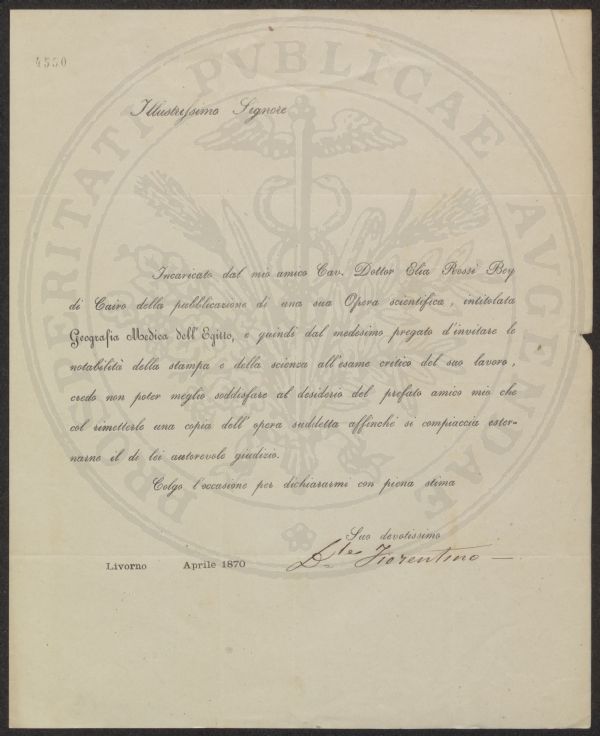 4550
PROSPERITATI PUBLICAE AUGENDAE
Illustrissimo Signore
Incaricato dal mio amico Cav. Dottor Elia Rossi Bey
di Cairo della pubblicazione di una sua Opera scientifica, intitolata
Geografia Medica dell'Egitto, e quindi dal medesimo pregato d'invitare le
notabilità della stampa e della scienza all'esame critico del suo lavoro,
credo non poter meglio soddisfare al desiderio del prefato amico mio che
col rimetterle una copia dell'opera suddetta affinchè si compiaccia ester=
narne il di lei autorevole giudizio.
Colgo l'occasione per dichiararmi con piena stima
Suo devotissimo
Livorno Aprile 1870
Fiorentino